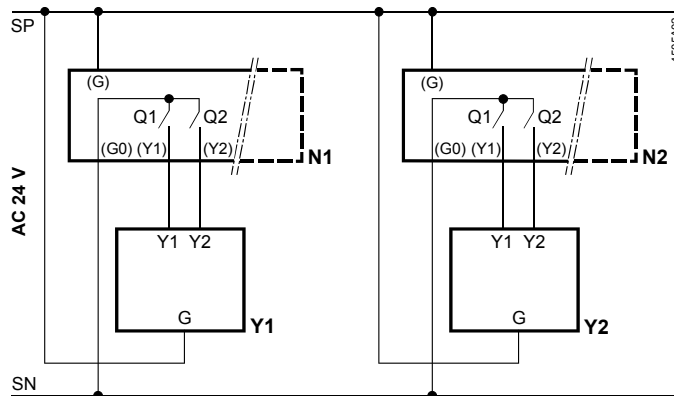 SP
(G)
(G)
Q1
Q2
Q1
Q2
(G0) (Y1)
(Y2)
N1
(G0) (Y1)
(Y2)
N2
AC 24 V
Y1 Y2
Y1 Y2
G
Y1
G
Y2
SN